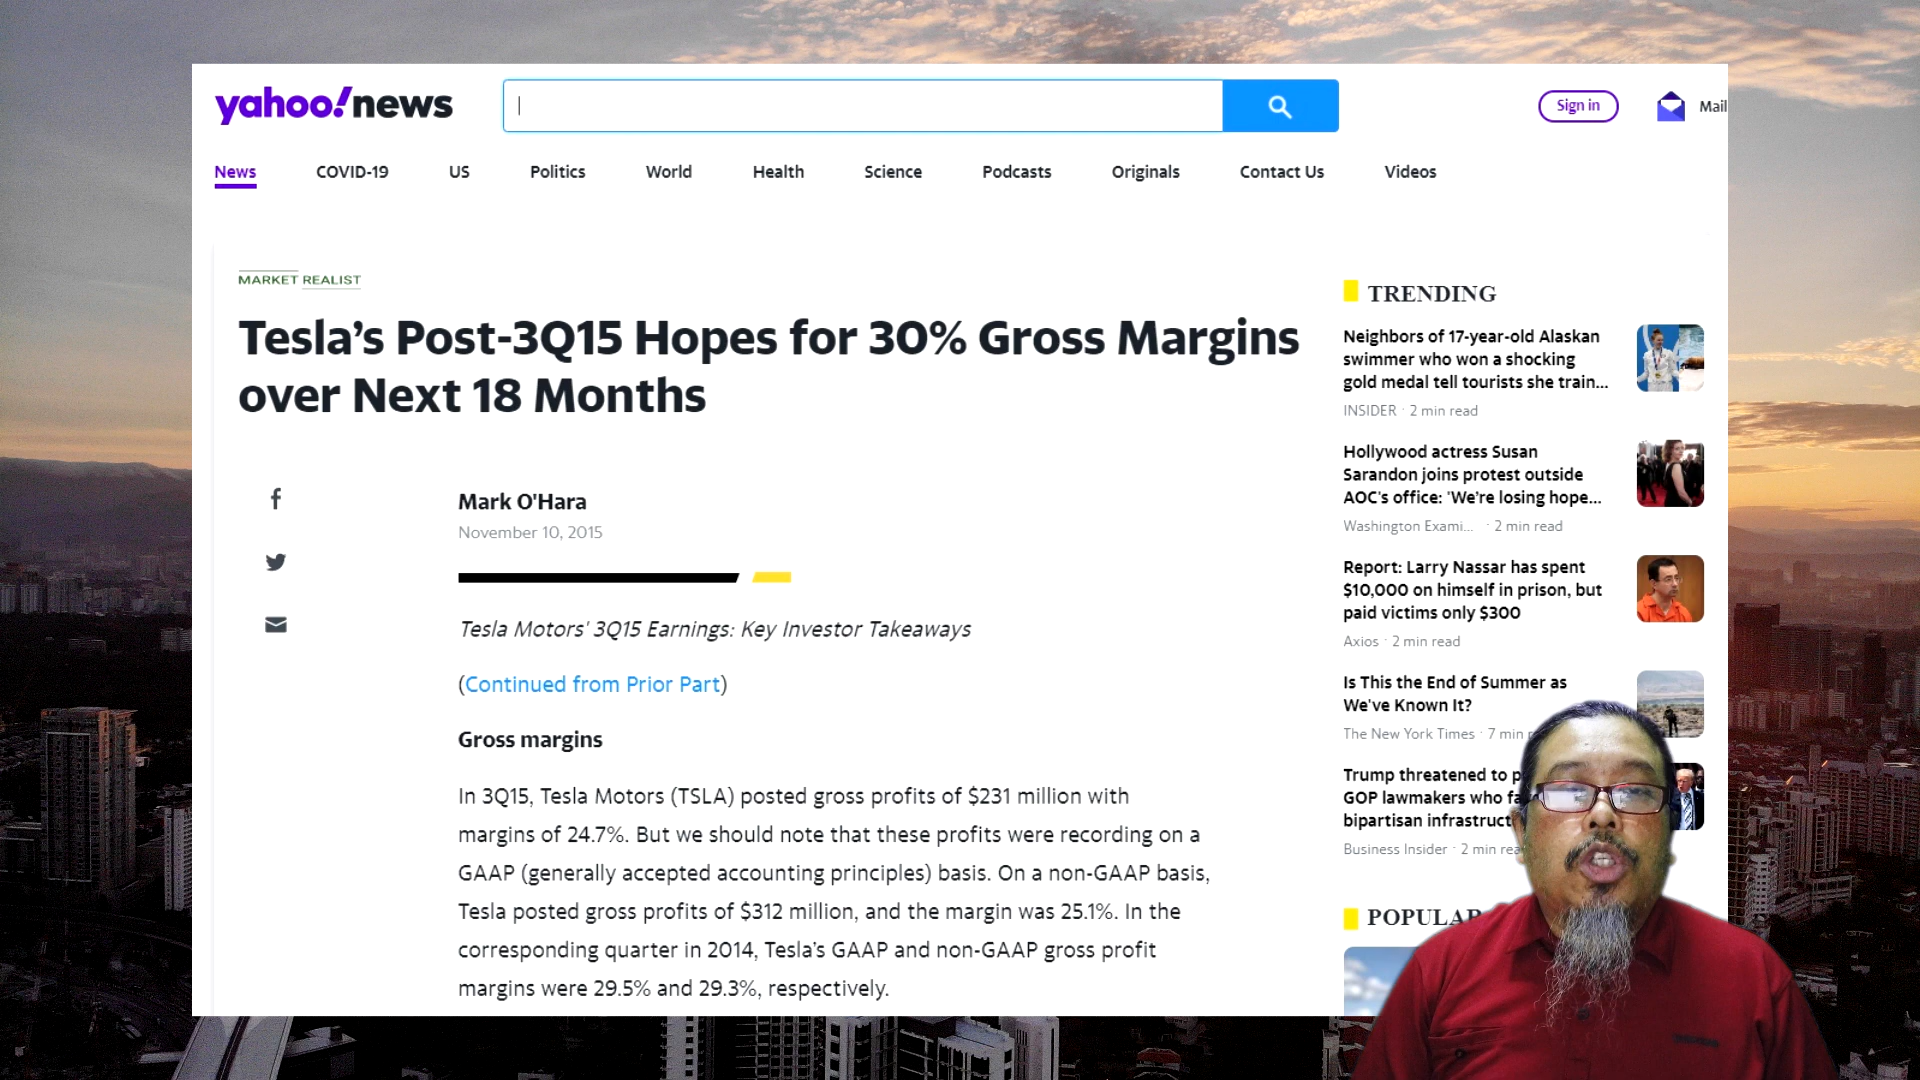 yahoo!news
Sign in
Mail
News
COVID-19
US
Politics
World
Health
Science
Podcasts
Originals
Contact Us
Videos
MARKET REALIST
Tesla's Post-3Q15 Hopes for 30% Gross Margins
over Next 18 Months
Mark O'Hara
November 10, 2015
Tesla Motors' 3Q15 Earnings: Key Investor Takeaways
(Continued from Prior Part)
Gross margins
In 3Q15, Tesla Motors (TSLA) posted gross profits of $231 million with
margins of 24.7%. But we should note that these profits were recording on a
GAAP (generally accepted accounting principles) basis. On a non-GAAP basis,
Tesla posted gross profits of $312 million, and the margin was 25.1%. In the
corresponding quarter in 2014, Tesla's GAAP and non-GAAP gross profit
margins were 29.5% and 29.3%, respectively.
TRENDING
Neighbors of 17-year-old Alaskan
swimmer who won a shocking
gold medal tell tourists she train...
INSIDER · 2 min read
Hollywood actress Susan
Sarandon joins protest outside
AOC's office: 'We're losing hope...
Washington Exami... · 2 min read
Report: Larry Nassar has spent
$10,000 on himself in prison, but
paid victims only $300
Axios · 2 min read
Is This the End of Summer as
We've Known It?
The New York Times · 7 min
Trump threatened to
GOP lawmakers who
bipartisan
Business Insider · 2 min
POPULAR